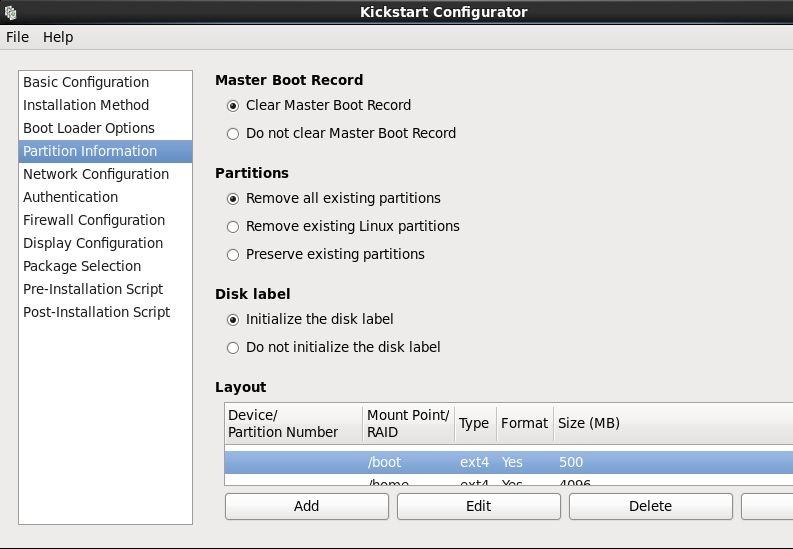 Kickstart Configurator
File Help
Basic Configuration
Installation Method
Boot Loader Options
Partition Information
Network Configuration
Authentication
Firewall Configuration
Display Configuration
Package Selection
Pre-Installation Script
Post-Installation Script
Master Boot Record
Clear Master Boot Record
Do not clear Master Boot Record
Partitions
Remove all existing partitions
Remove existing Linux partitions
Preserve existing partitions
Disk label
Initialize the disk label
Do not initialize the disk label
Layout
Device/
Partition Number
Mount Point/
RAID
Type
Format
Size (MB)
/boot ext4 Yes 500
/home ext4 Yes 4096
Add Edit Delete